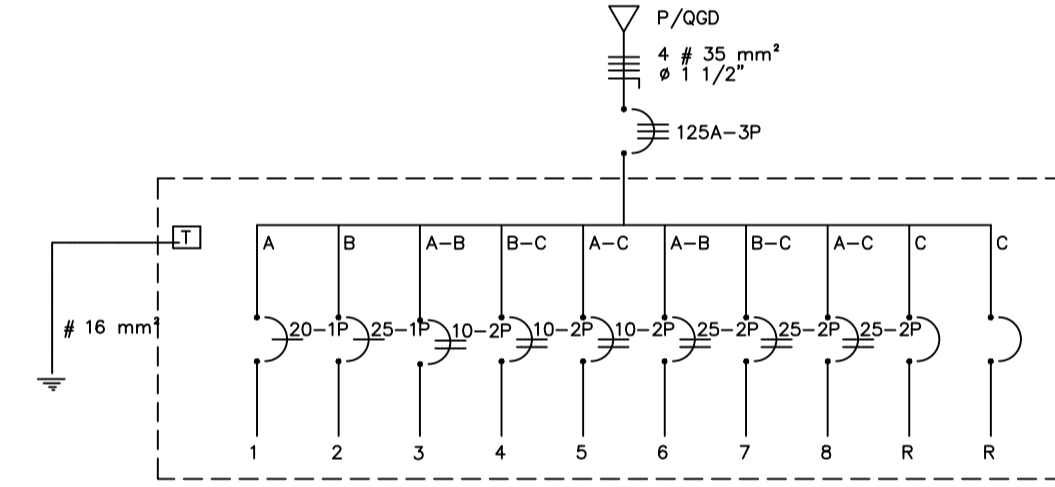 P/QGD
4 # 35 mm²
ø 1 1/2"
125A-3P
T
A B A-B B-C A-C A-B B-C A-C C C
# 16 mm²
20-1P 25-1P 10-2P 10-2P 10-2P 25-2P 25-2P 25-2P
1 2 3 4 5 6 7 8 R R